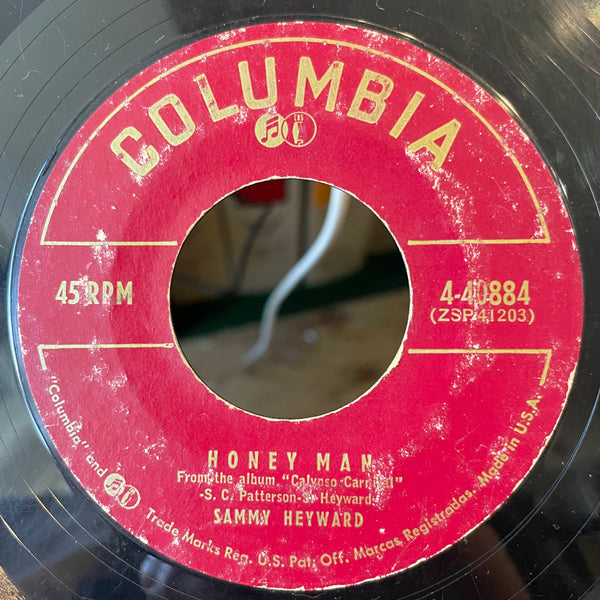 COLUMBIA
CBS
45 RPM
4-40884
(ZSP 41203)
HONEY MAN
From the album "Calypso Carnival"
-S. C. Patterson-S. Heyward-
SAMMY HEYWARD
"Columbia" and Trade Marks Reg. U.S. Pat. Off. Marcas Registradas. Made in U.S.A.